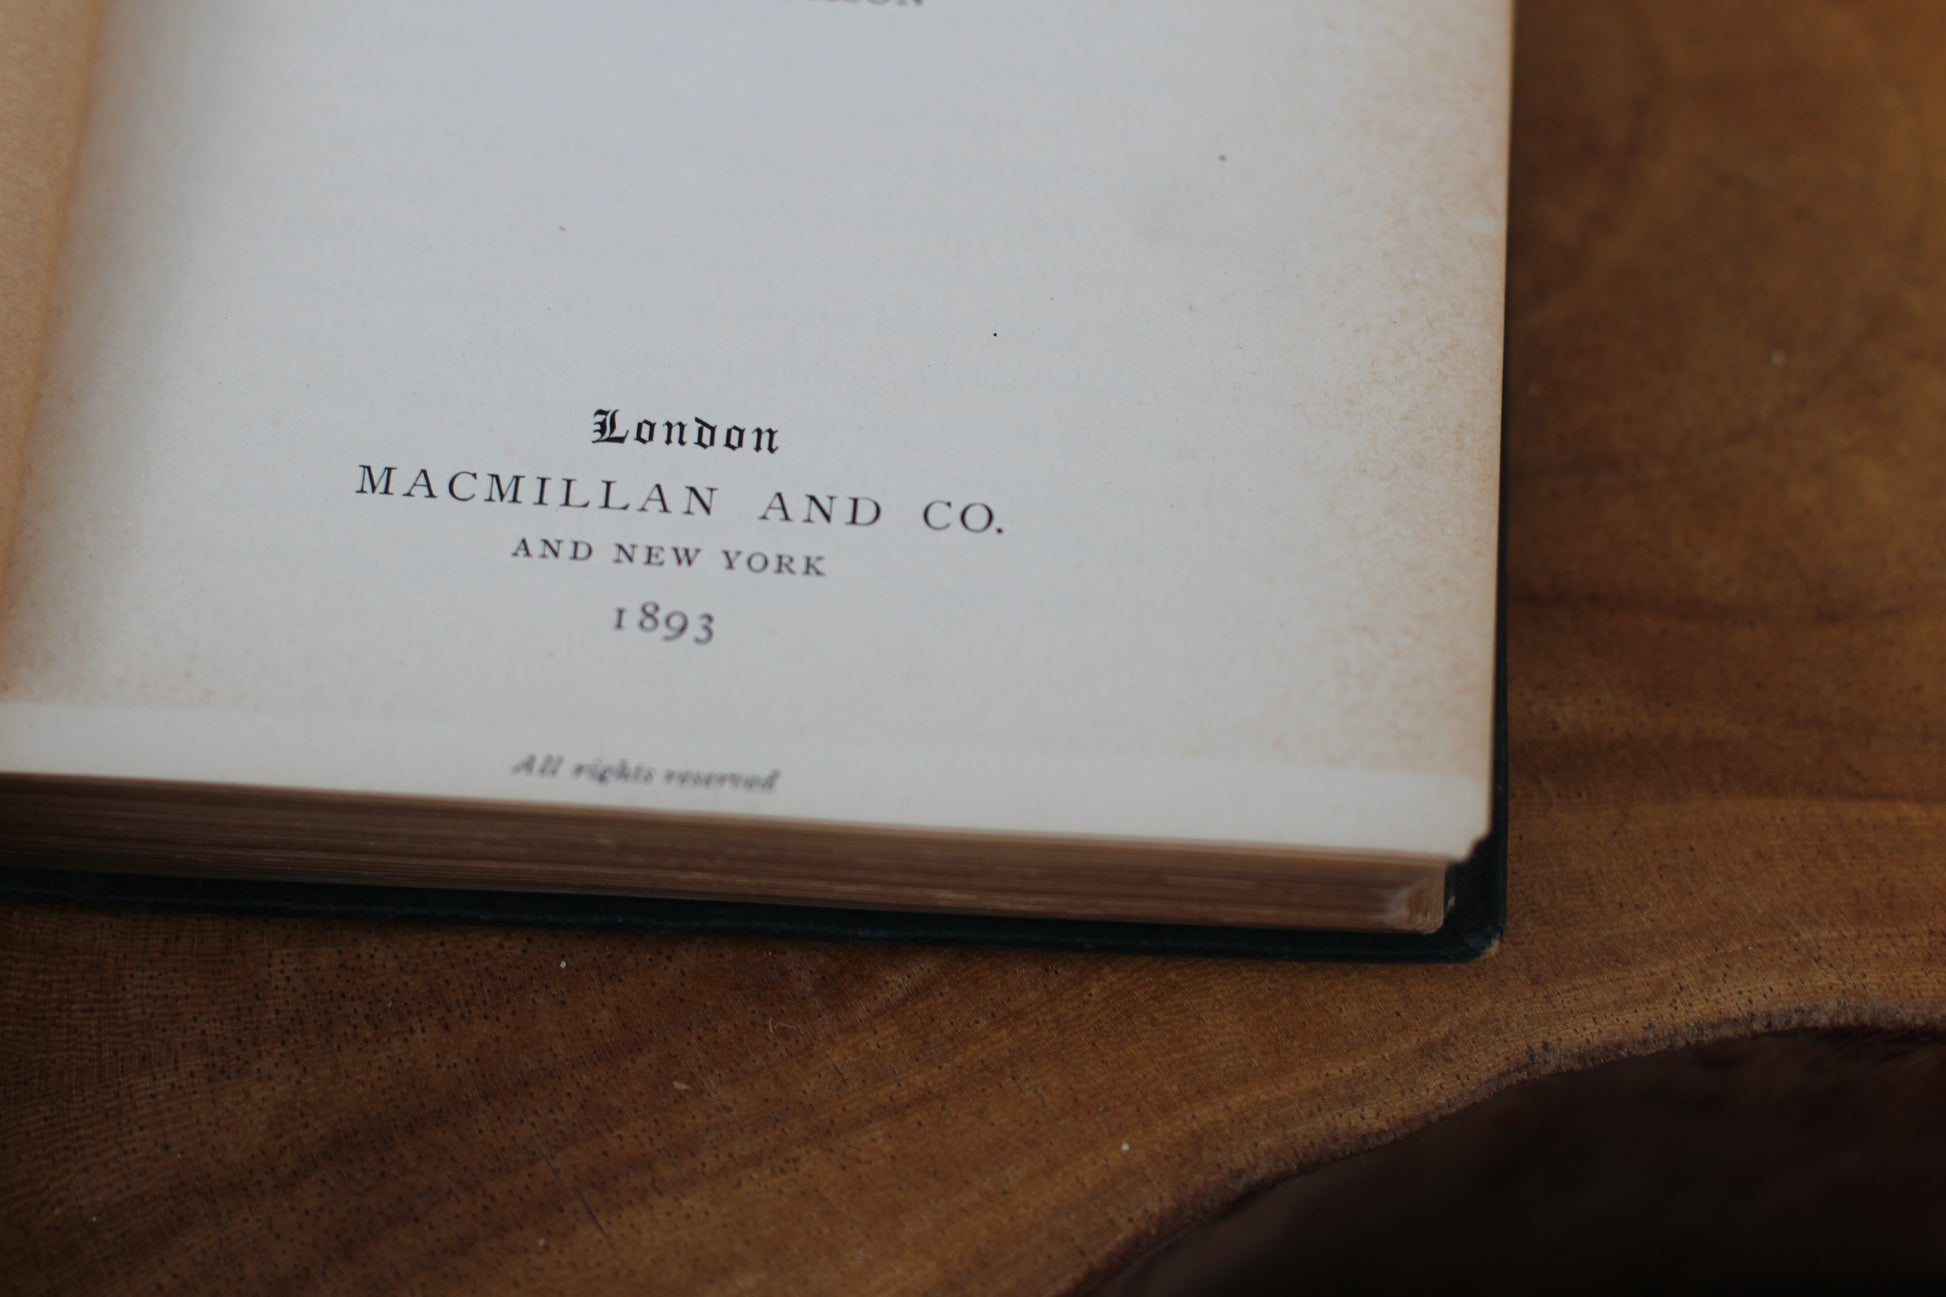 London
MACMILLAN AND CO.
AND NEW YORK
1893
All rights reserved